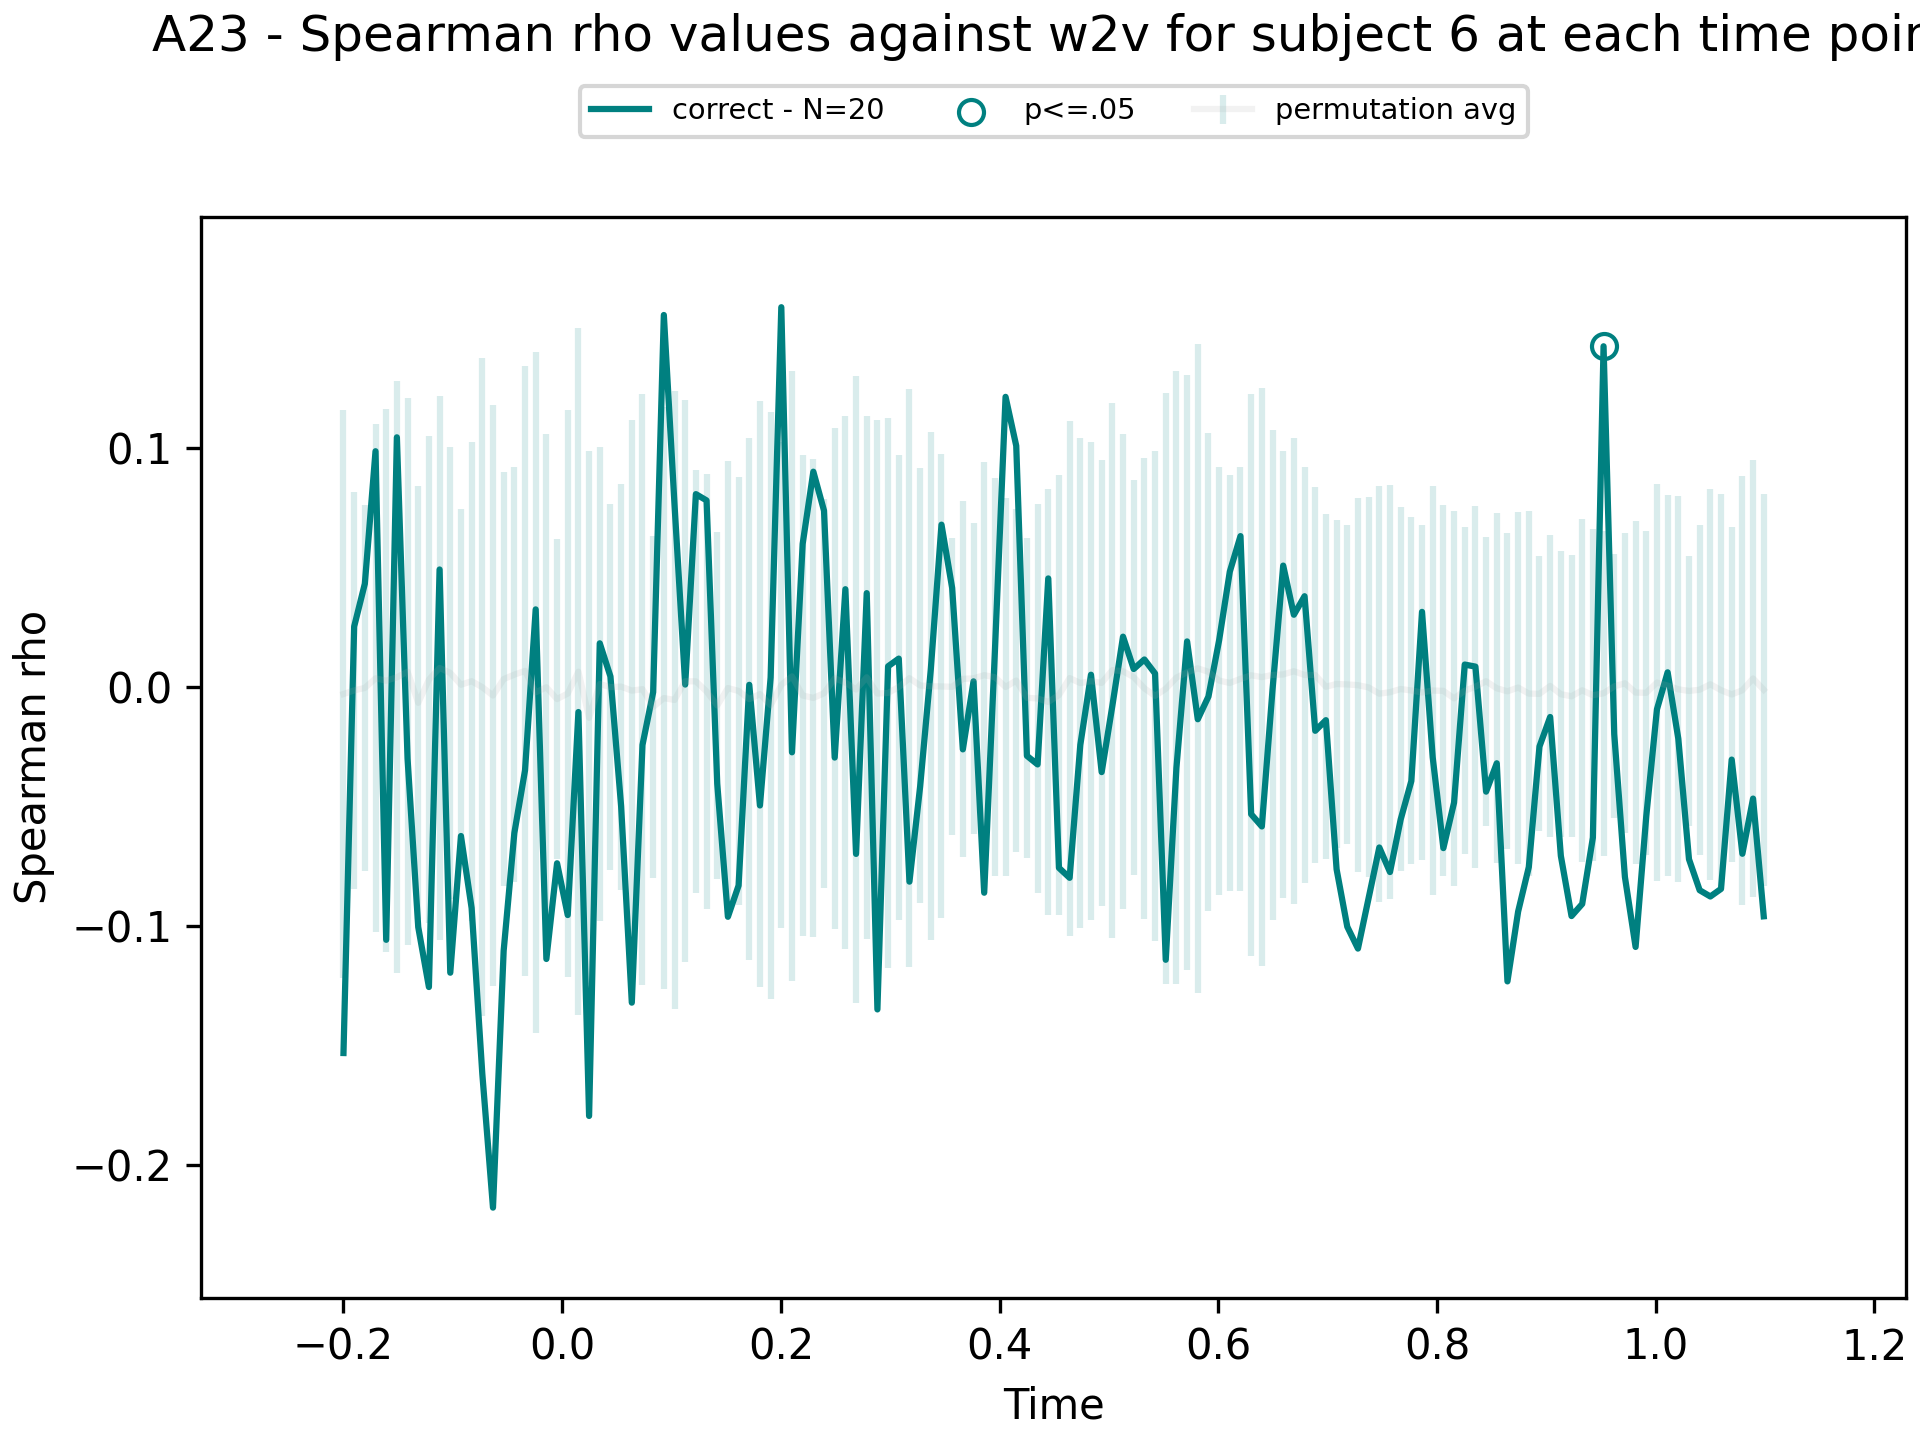 A23 - Spearman rho values against w2v for subject 6 at each time
correct - N=20 p<=.05 permutation avg
Spearman rho
0.1
0.0
−0.1
−0.2
−0.2 0.0 0.2 0.4 0.6 0.8 1.0 1.2
Time